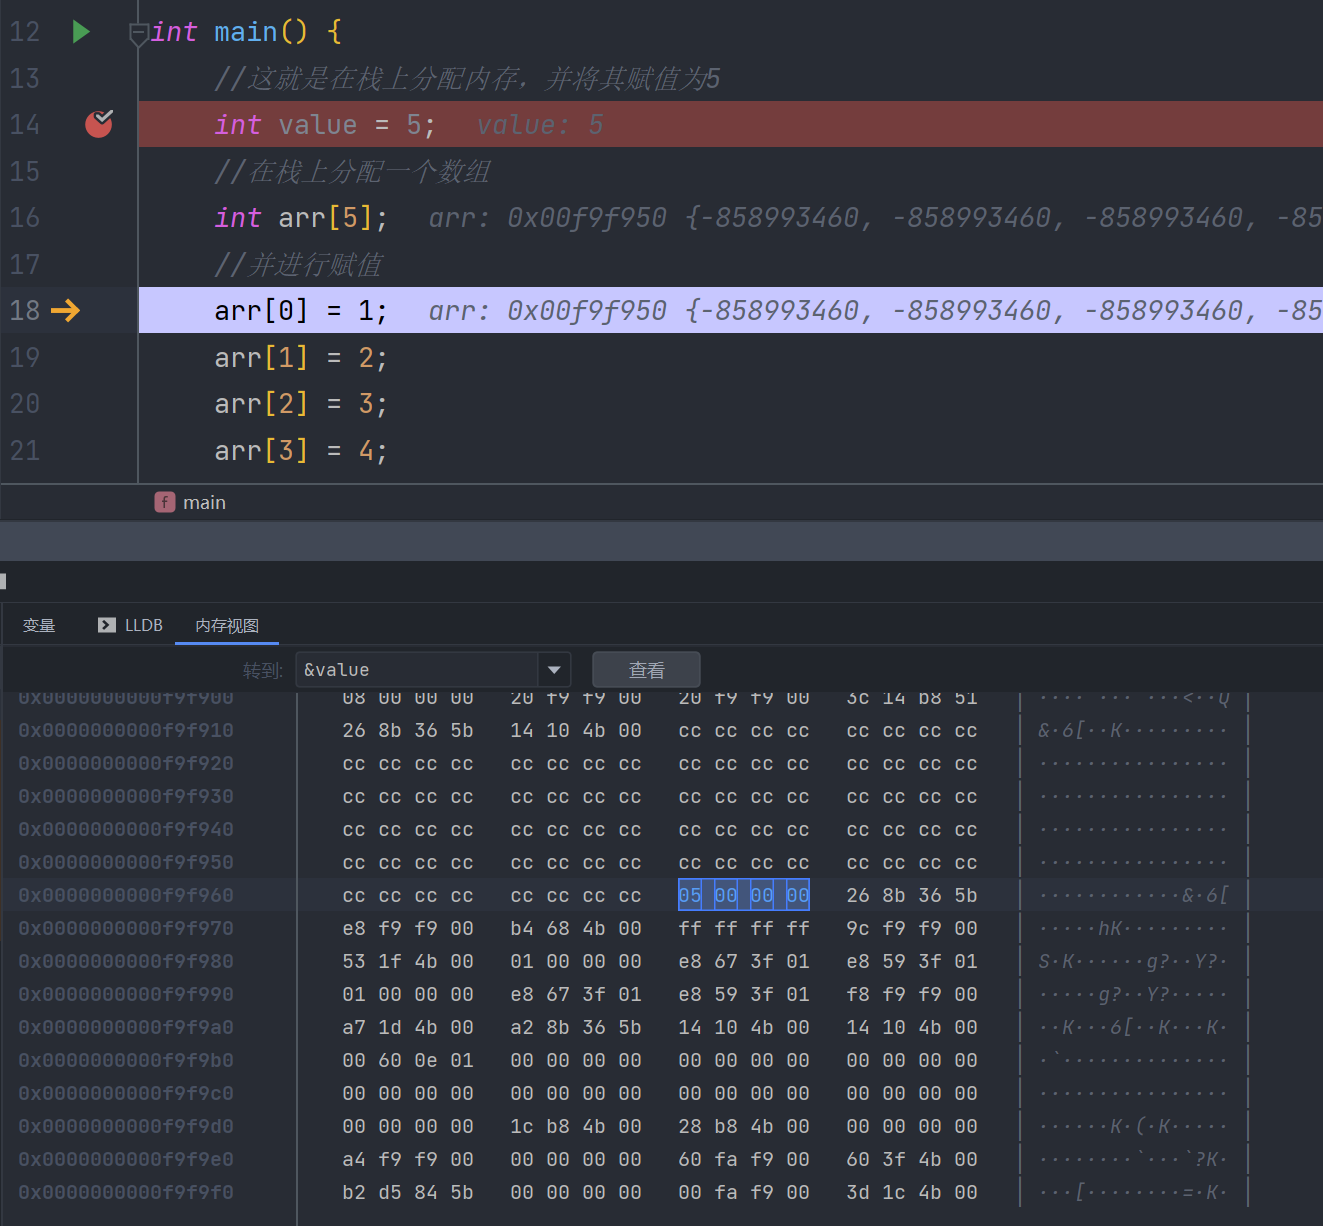 12 int main() {
13 //这就是在栈上分配内存，并将其赋值为5
14 int value = 5; value: 5
15 //在栈上分配一个数组
16 int arr[5]; arr: 0x00f9f950 {-858993460, -858993460, -858993460, -85
17 //并进行赋值
18 arr[0] = 1; arr: 0x00f9f950 {-858993460, -858993460, -858993460, -85
19 arr[1] = 2;
20 arr[2] = 3;
21 arr[3] = 4;
f main
变量 LLDB 内存视图
转到: &value 查看
0x0000000000f9f900 08 00 00 00 20 f9 f9 00 20 f9 f9 00 3c 14 b8 51 |···· ··· ···<··Q|
0x0000000000f9f910 26 8b 36 5b 14 10 4b 00 cc cc cc cc cc cc cc cc |&·6[··K·········|
0x0000000000f9f920 cc cc cc cc cc cc cc cc cc cc cc cc cc cc cc cc |················|
0x0000000000f9f930 cc cc cc cc cc cc cc cc cc cc cc cc cc cc cc cc |················|
0x0000000000f9f940 cc cc cc cc cc cc cc cc cc cc cc cc cc cc cc cc |················|
0x0000000000f9f950 cc cc cc cc cc cc cc cc cc cc cc cc cc cc cc cc |················|
0x0000000000f9f960 cc cc cc cc cc cc cc cc 05 00 00 00 26 8b 36 5b |············&·6[|
0x0000000000f9f970 e8 f9 f9 00 b4 68 4b 00 ff ff ff ff 9c f9 f9 00 |·····hK·········|
0x0000000000f9f980 53 1f 4b 00 01 00 00 00 e8 67 3f 01 e8 59 3f 01 |S·K······g?··Y?·|
0x0000000000f9f990 01 00 00 00 e8 67 3f 01 e8 59 3f 01 f8 f9 f9 00 |·····g?··Y?·····|
0x0000000000f9f9a0 a7 1d 4b 00 a2 8b 36 5b 14 10 4b 00 14 10 4b 00 |··K···6[··K···K·|
0x0000000000f9f9b0 00 60 0e 01 00 00 00 00 00 00 00 00 00 00 00 00 |·`··············|
0x0000000000f9f9c0 00 00 00 00 00 00 00 00 00 00 00 00 00 00 00 00 |················|
0x0000000000f9f9d0 00 00 00 00 1c b8 4b 00 28 b8 4b 00 00 00 00 00 |······K·(·K·····|
0x0000000000f9f9e0 a4 f9 f9 00 00 00 00 00 60 fa f9 00 60 3f 4b 00 |········`···`?K·|
0x0000000000f9f9f0 b2 d5 84 5b 00 00 00 00 00 fa f9 00 3d 1c 4b 00 |···[········=·K·|